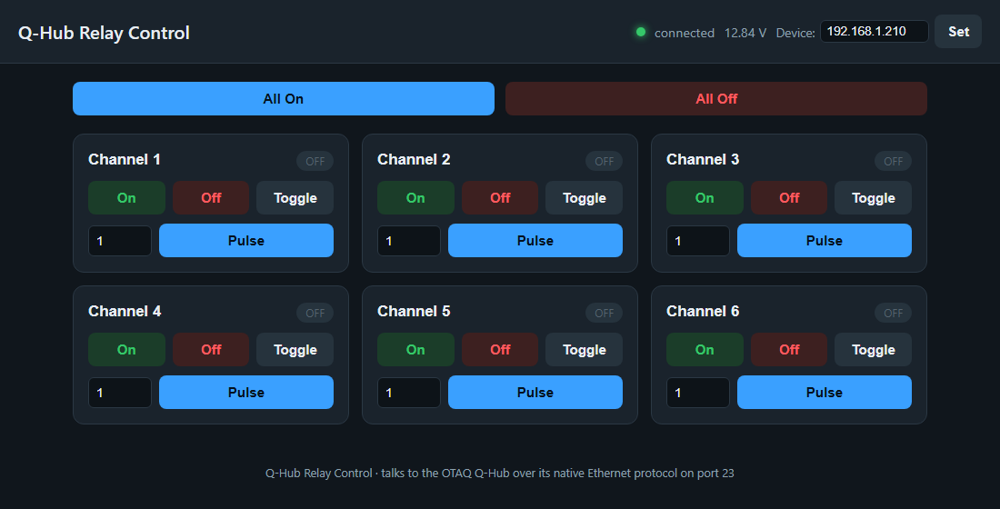 Q-Hub Relay Control connected 12.84 V Device: 192.168.1.210 Set
All On All Off
Channel 1 OFF Channel 2 OFF Channel 3 OFF
On Off Toggle On Off Toggle On Off Toggle
1 Pulse 1 Pulse 1 Pulse
Channel 4 OFF Channel 5 OFF Channel 6 OFF
On Off Toggle On Off Toggle On Off Toggle
1 Pulse 1 Pulse 1 Pulse
Q-Hub Relay Control · talks to the OTAQ Q-Hub over its native Ethernet protocol on port 23